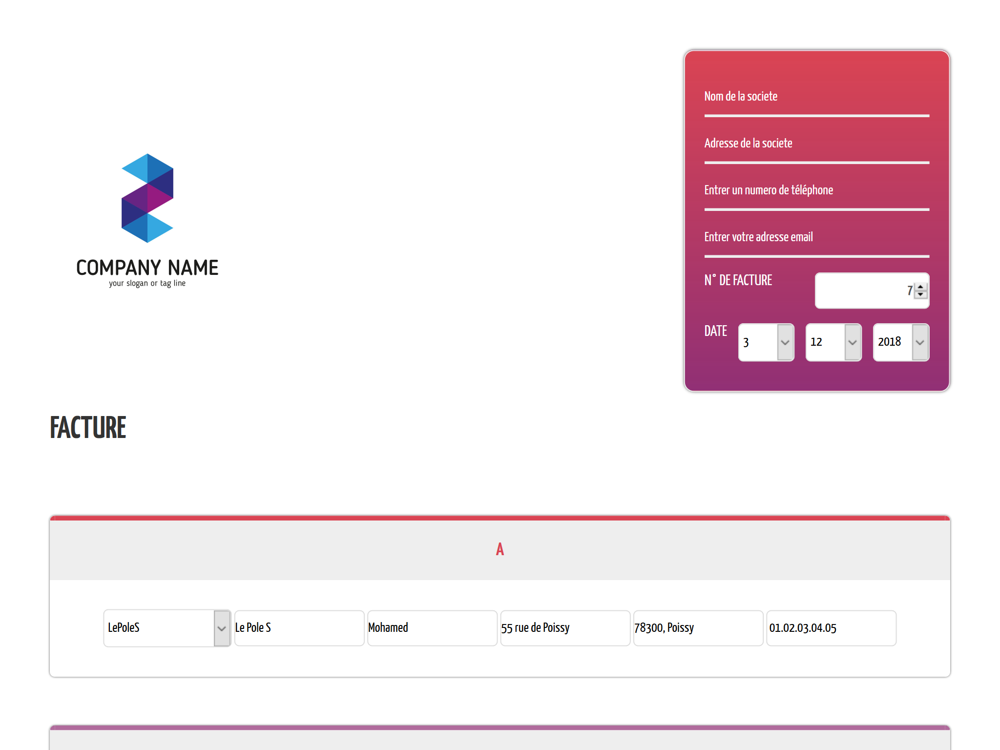 COMPANY NAME
your slogan or tag line
Nom de la societe
Adresse de la societe
Entrer un numero de téléphone
Entrer votre adresse email
N° DE FACTURE 7
DATE 3 12 2018
FACTURE
A
LePoleS Le Pole S Mohamed 55 rue de Poissy 78300, Poissy 01.02.03.04.05